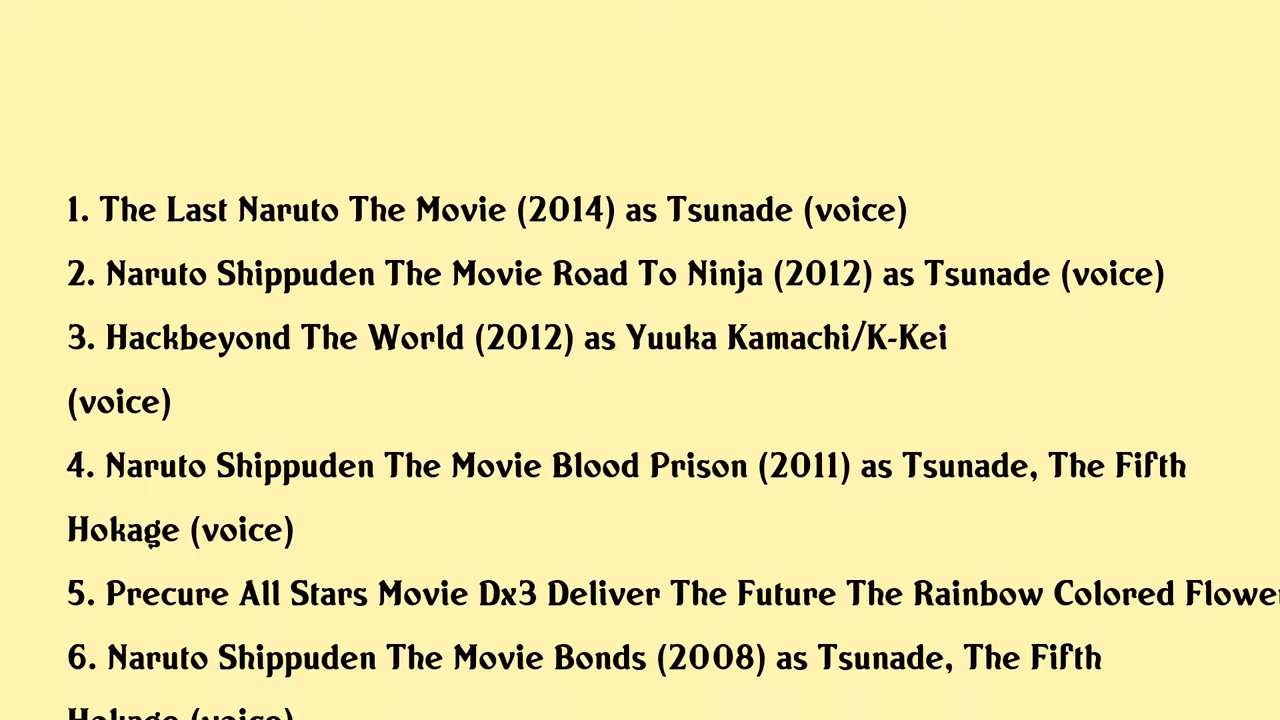 1. The Last Naruto The Movie (2014) as Tsunade (voice)
2. Naruto Shippuden The Movie Road To Ninja (2012) as Tsunade (voice)
3. Hackbeyond The World (2012) as Yuuka Kamachi/K-Kei
(voice)
4. Naruto Shippuden The Movie Blood Prison (2011) as Tsunade, The Fifth
Hokage (voice)
5. Precure All Stars Movie Dx3 Deliver The Future The Rainbow Colored Flower
6. Naruto Shippuden The Movie Bonds (2008) as Tsunade, The Fifth
Hokage (voice)